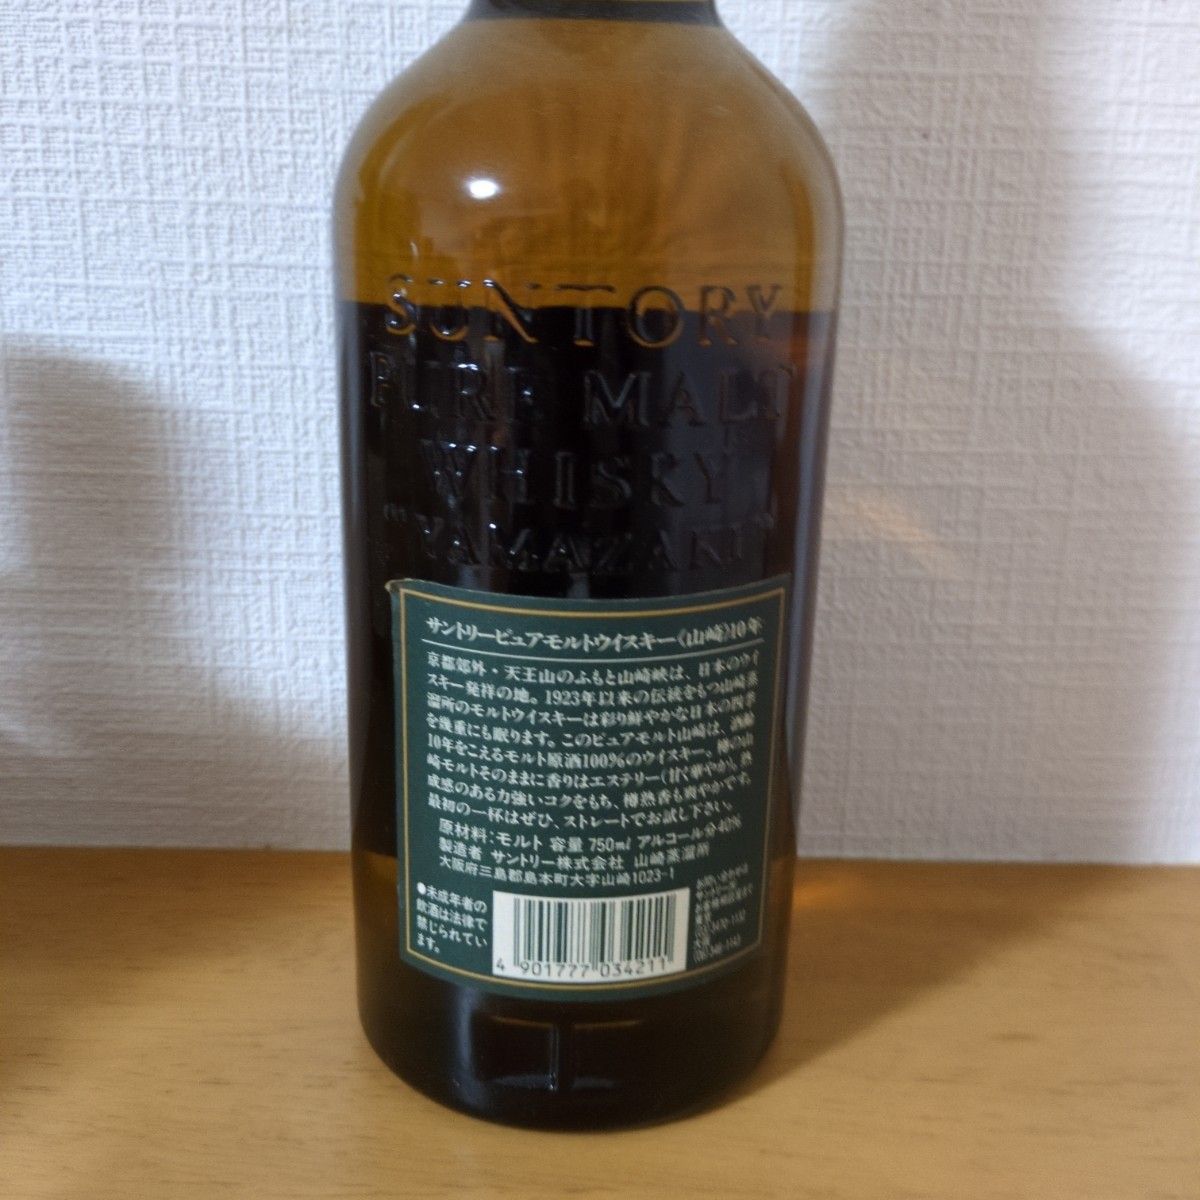 SUNTORY
PURE MALT
WHISKY
"YAMAZAKI"
サントリーピュアモルトウイスキー《山崎》10年
京都郊外・天王山のふもと山崎峡は、日本のウイ
スキー発祥の地。1923年以来の伝統をもつ山崎蒸
溜所のモルトウイスキーは彩り鮮やかな日本の四季
を幾重にも眠ります。このピュアモルト山崎は、酒齢
10年をこえるモルト原酒100%のウイスキー。樽の山
崎モルトそのままに香りはエステリー(甘く華やか)。熟
成感のある力強いコクをもち、樽熟香も爽やかです。
最初の一杯はぜひ、ストレートでお試し下さい。
原材料:モルト 容量 750ml アルコール分40%
製造者 サントリー株式会社 山崎蒸溜所
大阪府三島郡島本町大字山崎1023-1
●未成年者の
飲酒は法律で
禁じられてい
ます。
お問い合わせは
4 901777 034211